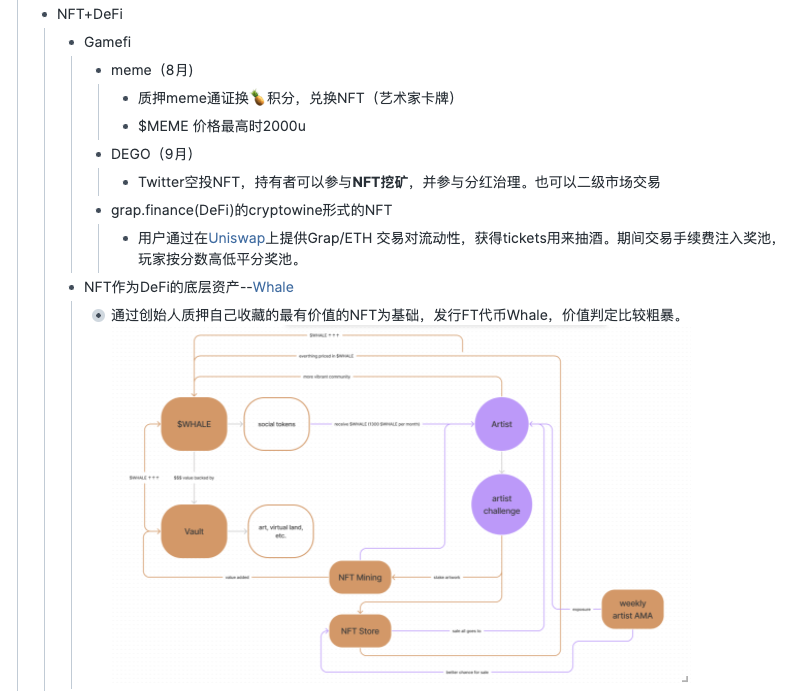 NFT+DeFi
Gamefi
meme（8月)
质押meme通证换🍍积分，兑换NFT（艺术家卡牌）
$MEME 价格最高时2000u
DEGO（9月)
Twitter空投NFT，持有者可以参与NFT挖矿，并参与分红治理。也可以二级市场交易
grap.finance(DeFi)的cryptowine形式的NFT
用户通过在Uniswap上提供Grap/ETH 交易对流动性，获得tickets用来抽酒。期间交易手续费注入奖池，
玩家按分数高低平分奖池。
NFT作为DeFi的底层资产--Whale
通过创始人质押自己收藏的最有价值的NFT为基础，发行FT代币Whale，价值判定比较粗暴。
$WHALE ↑↑↑
everthing priced in $WHALE
more vibrant community
$WHALE
social tokens
receive $WHALE (1300 $WHALE per month)
Artist
$WHALE ↑↑↑
$$$ value backed by
artist
challenge
Vault
art, virtual land,
etc.
value added
NFT Mining
stake artwork
exposure
weekly
artist AMA
NFT Store
sale all goes to
better chance for sale